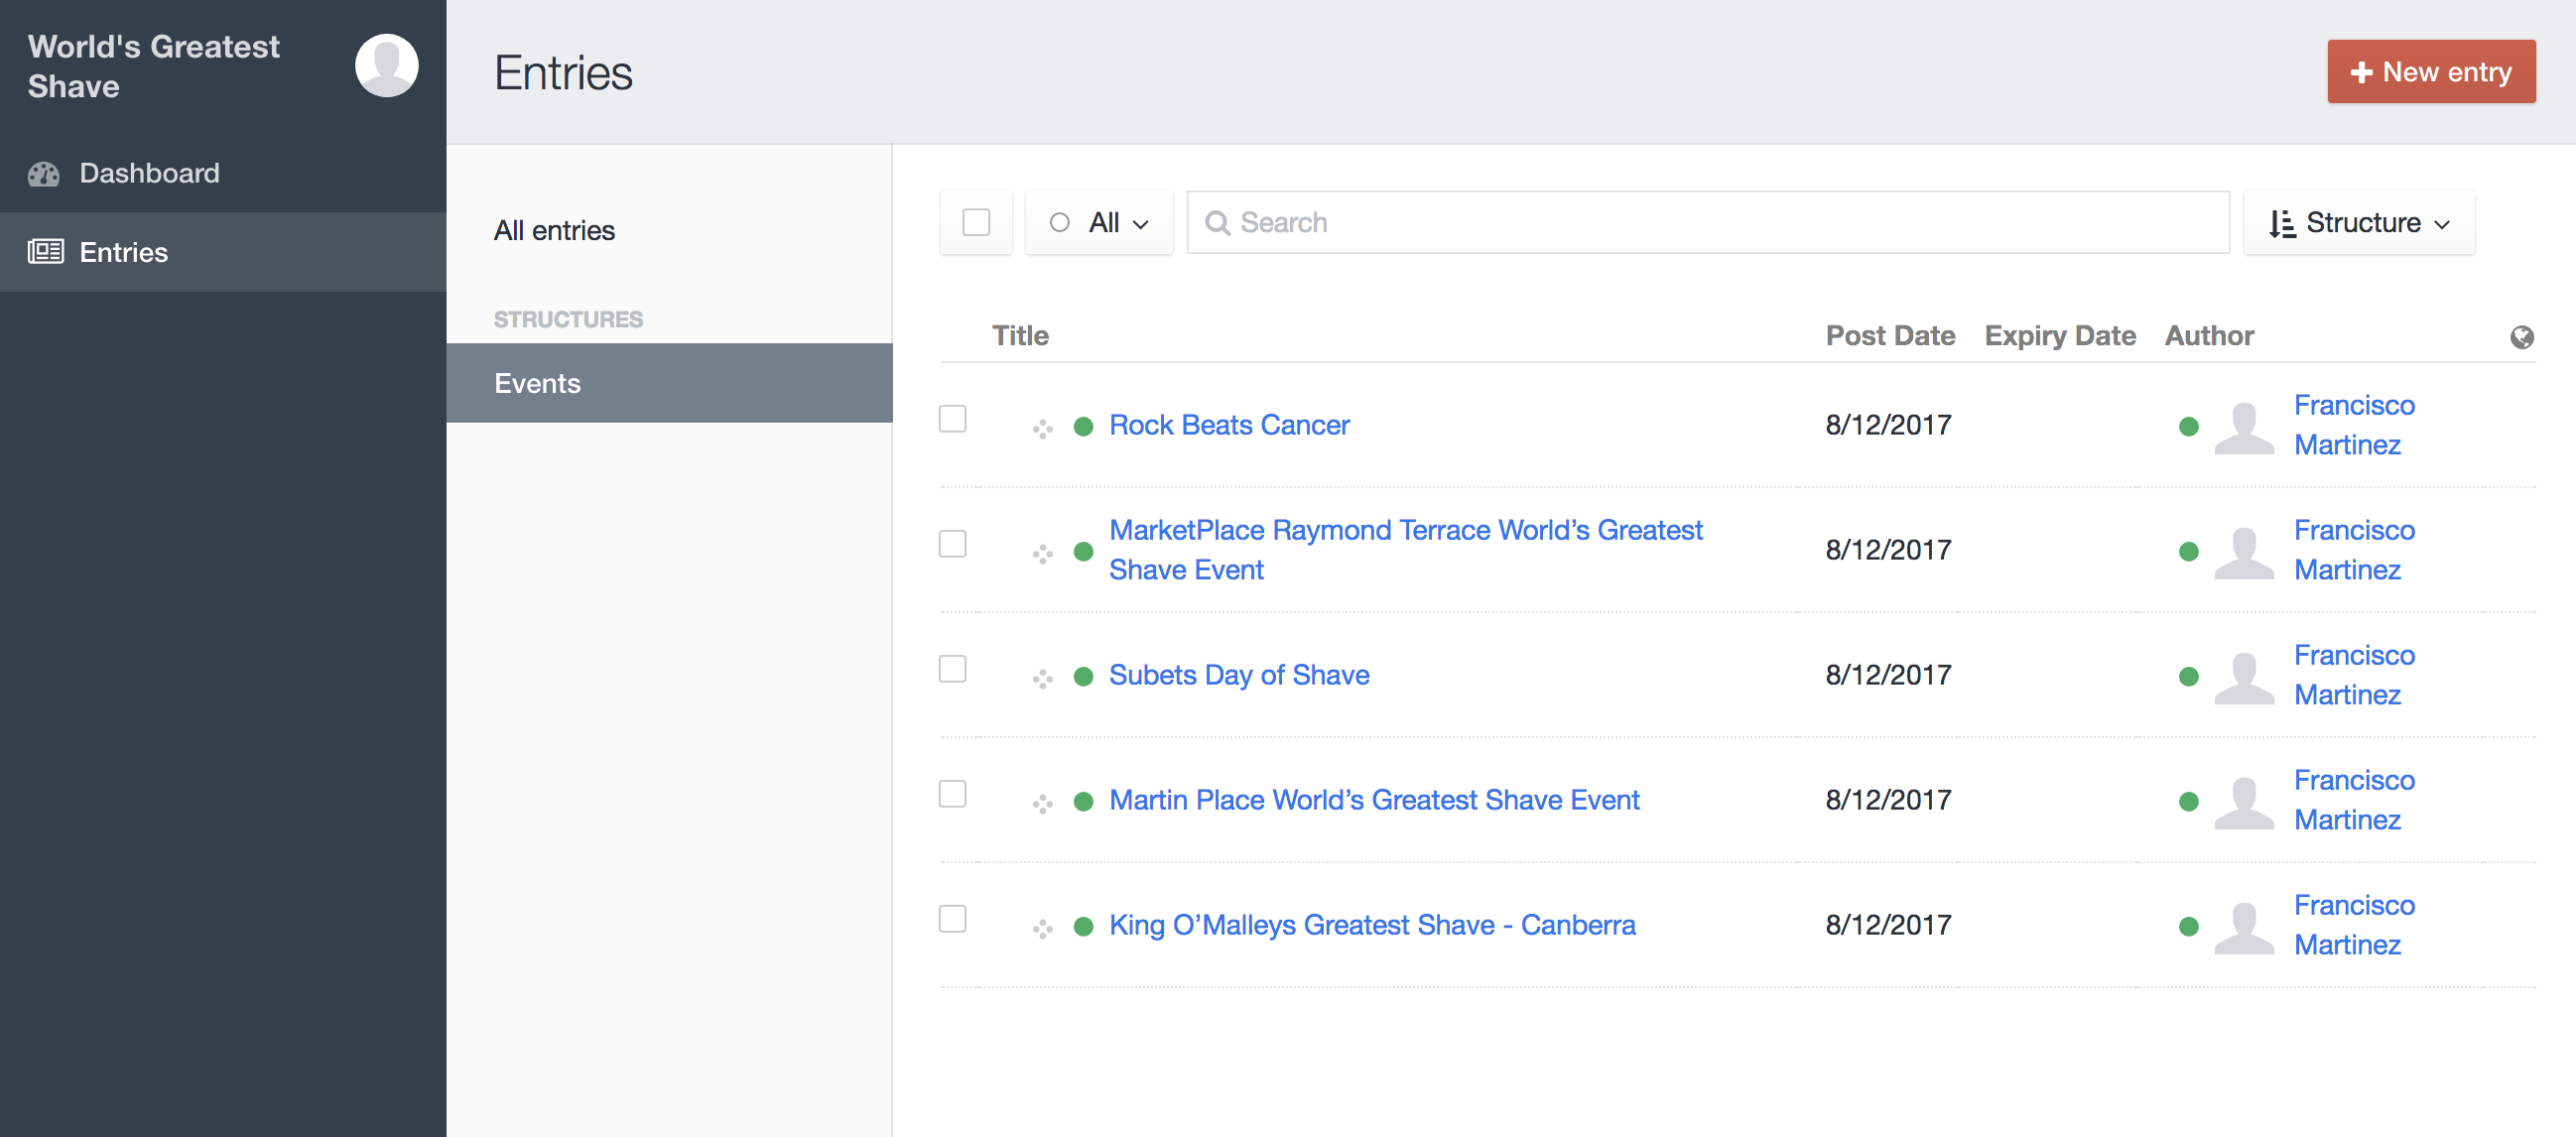 World's Greatest
Shave
Dashboard
Entries
Entries
New entry
All entries
STRUCTURES
Events
All
Search
Structure
Title Post Date Expiry Date Author
Rock Beats Cancer 8/12/2017 Francisco
Martinez
MarketPlace Raymond Terrace World’s Greatest
Shave Event 8/12/2017 Francisco
Martinez
Subets Day of Shave 8/12/2017 Francisco
Martinez
Martin Place World’s Greatest Shave Event 8/12/2017 Francisco
Martinez
King O’Malleys Greatest Shave - Canberra 8/12/2017 Francisco
Martinez